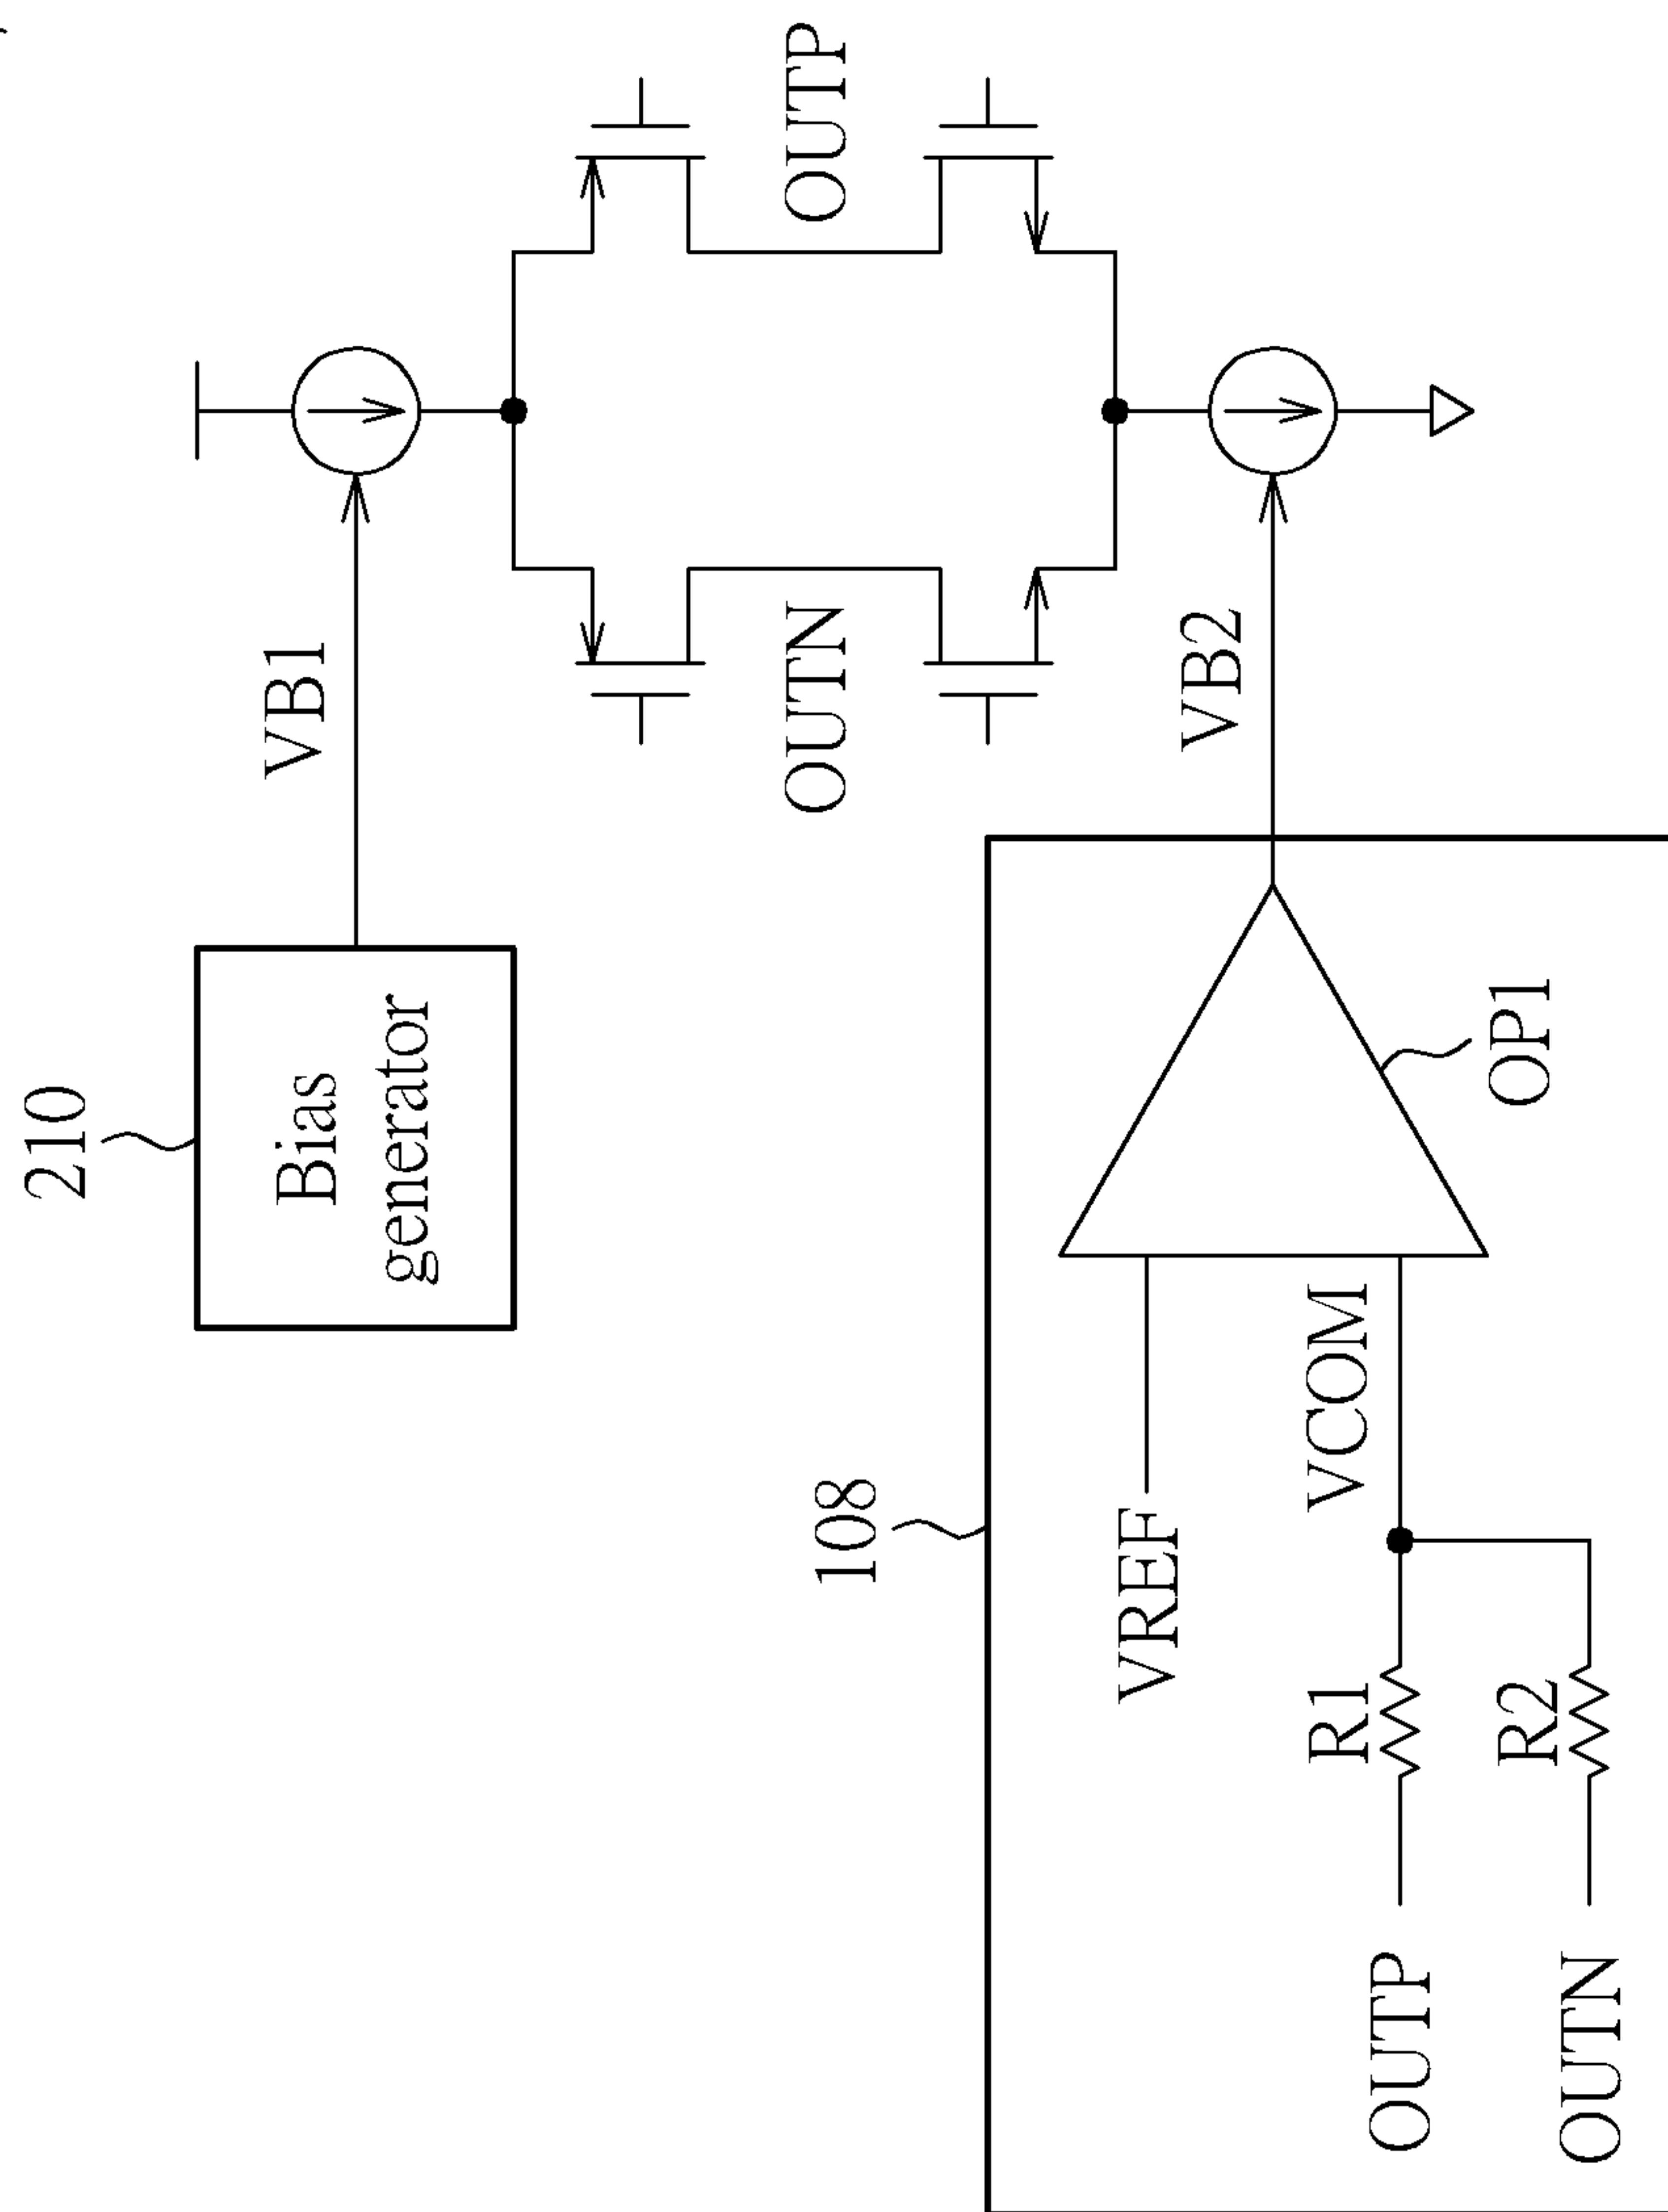 210
Bias
generator
VB1
OUTN
OUTP
108
VREF
VCOM
R1
R2
OUTP
OUTN
OP1
VB2